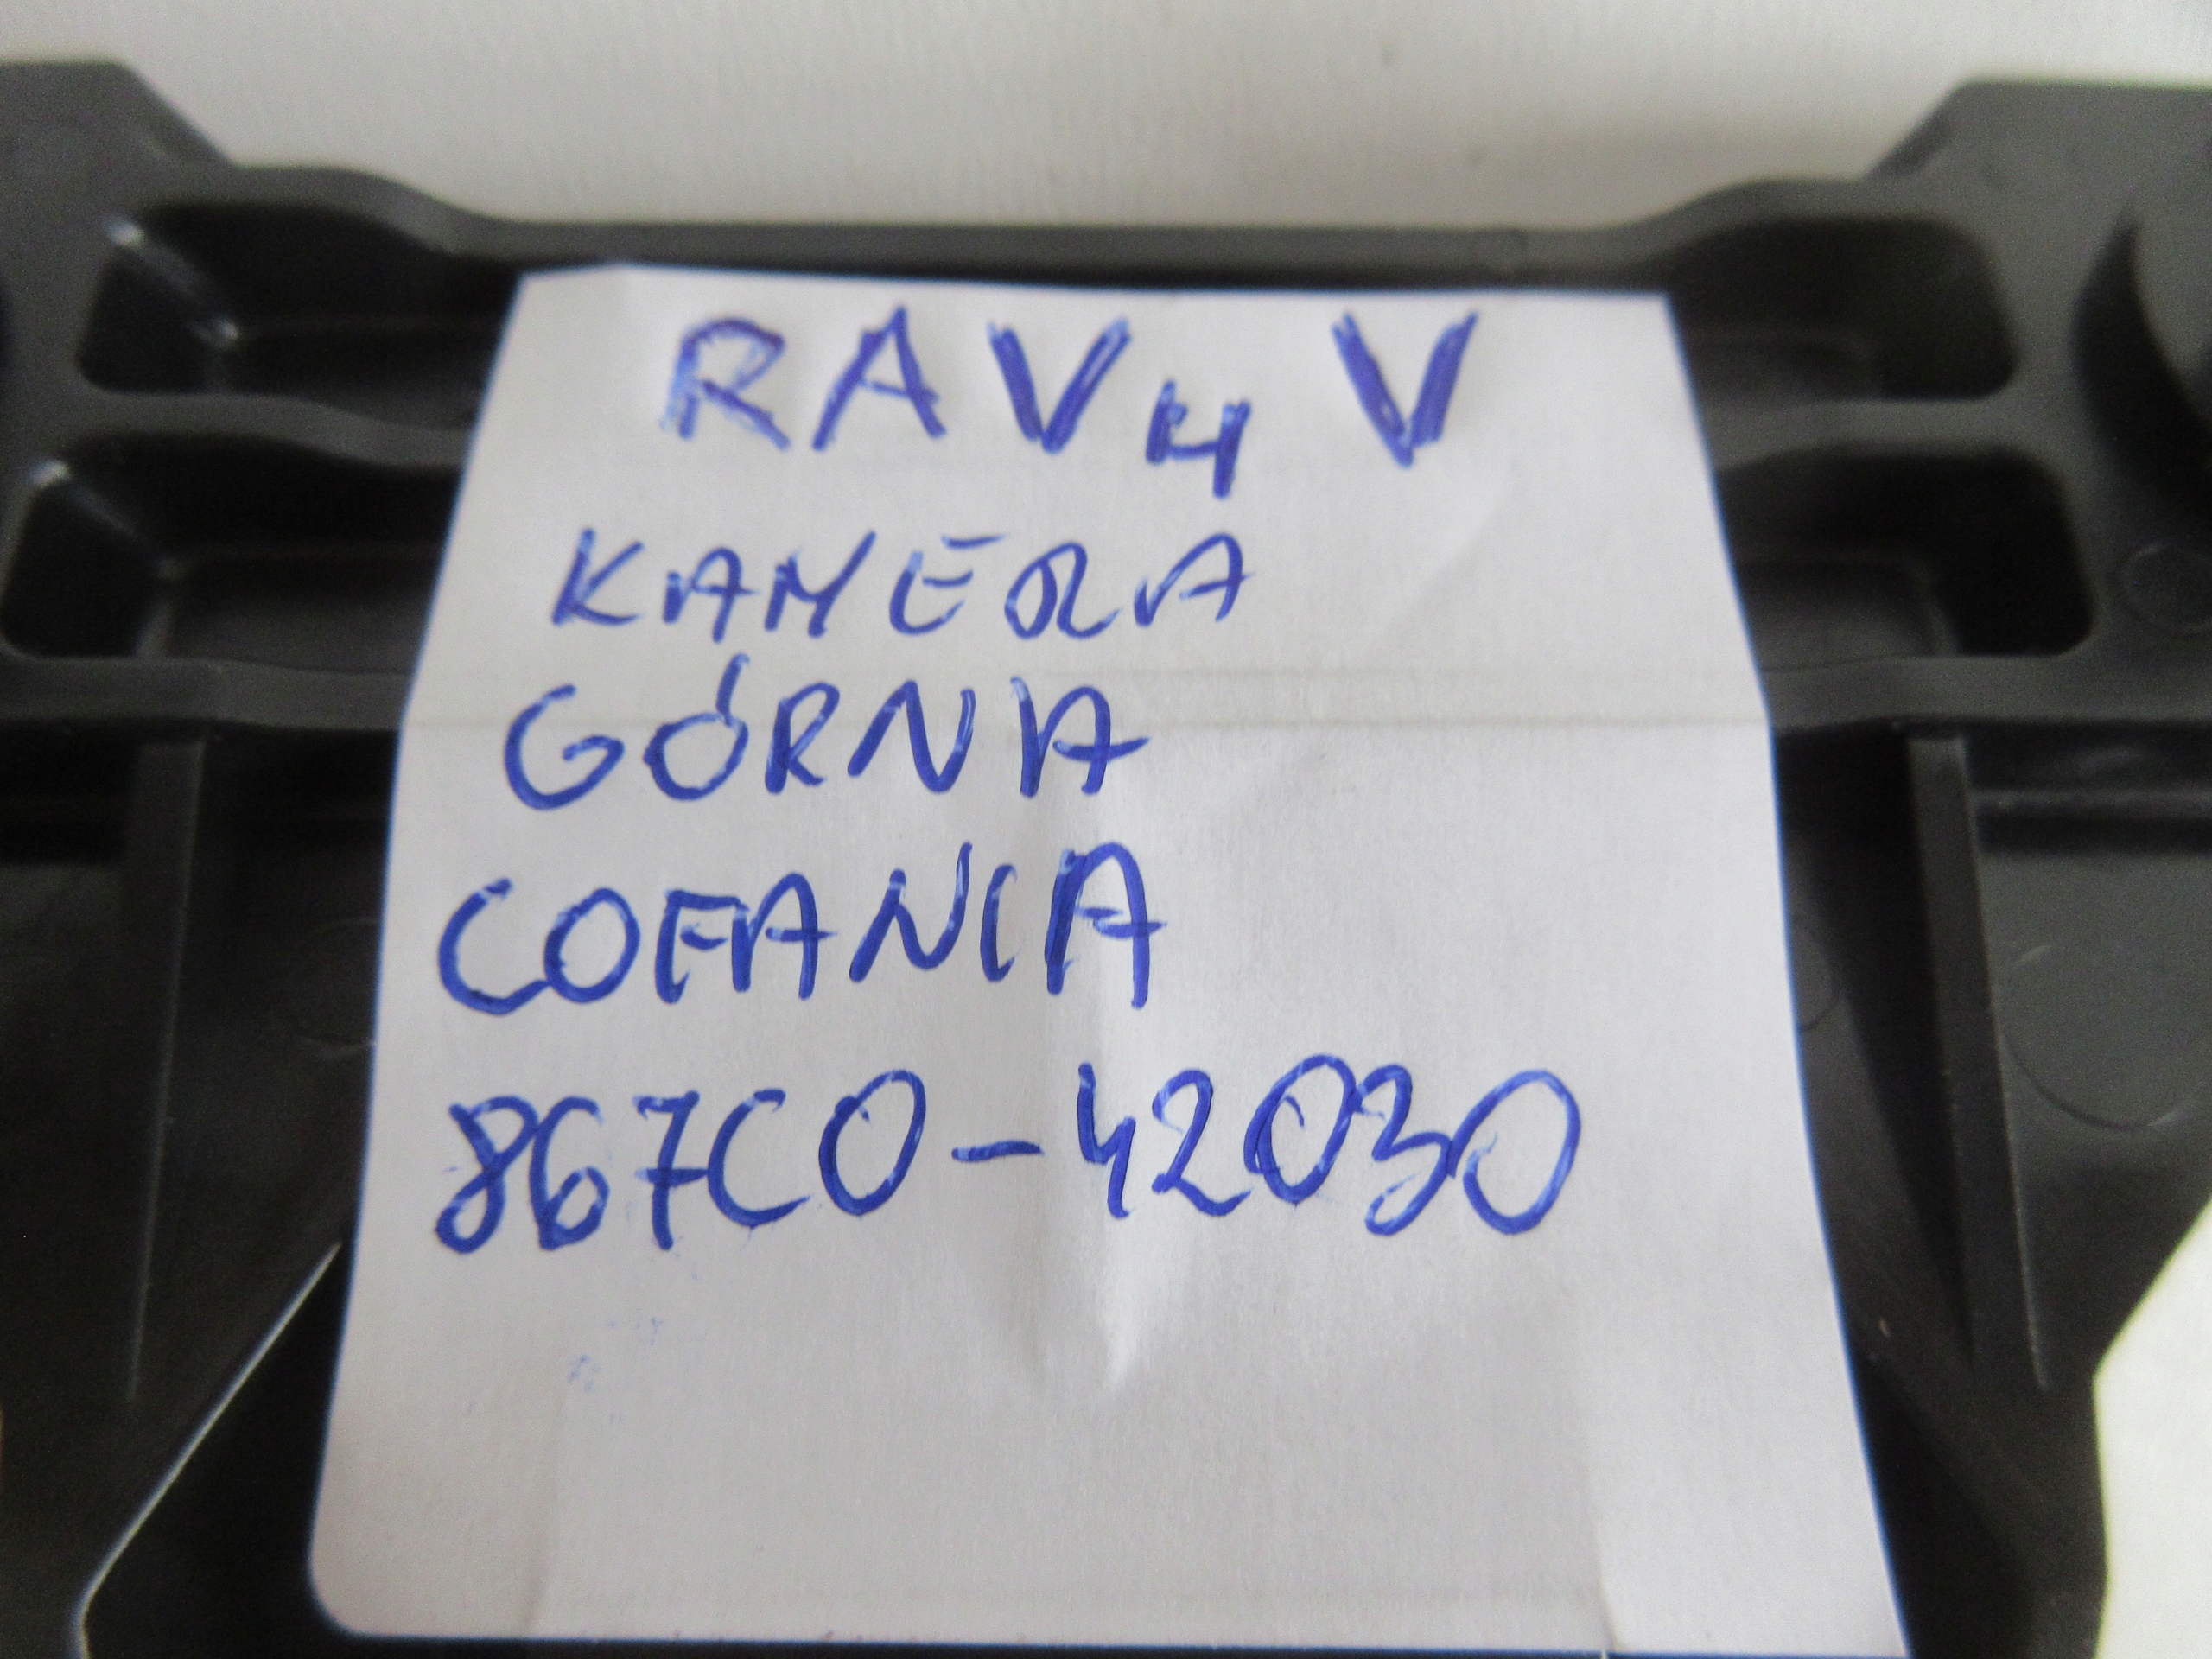 RAV4 V
KAMERA
GÓRNA
COFANIA
867C0-42030